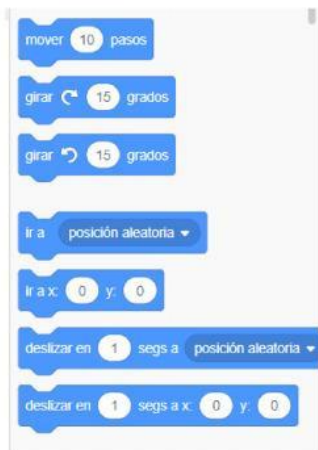 mover 10 pasos
girar 15 grados
girar 15 grados
ir a posición aleatoria
ir a x: 0 y: 0
deslizar en 1 segs a posición aleatoria
deslizar en 1 segs a x: 0 y: 0